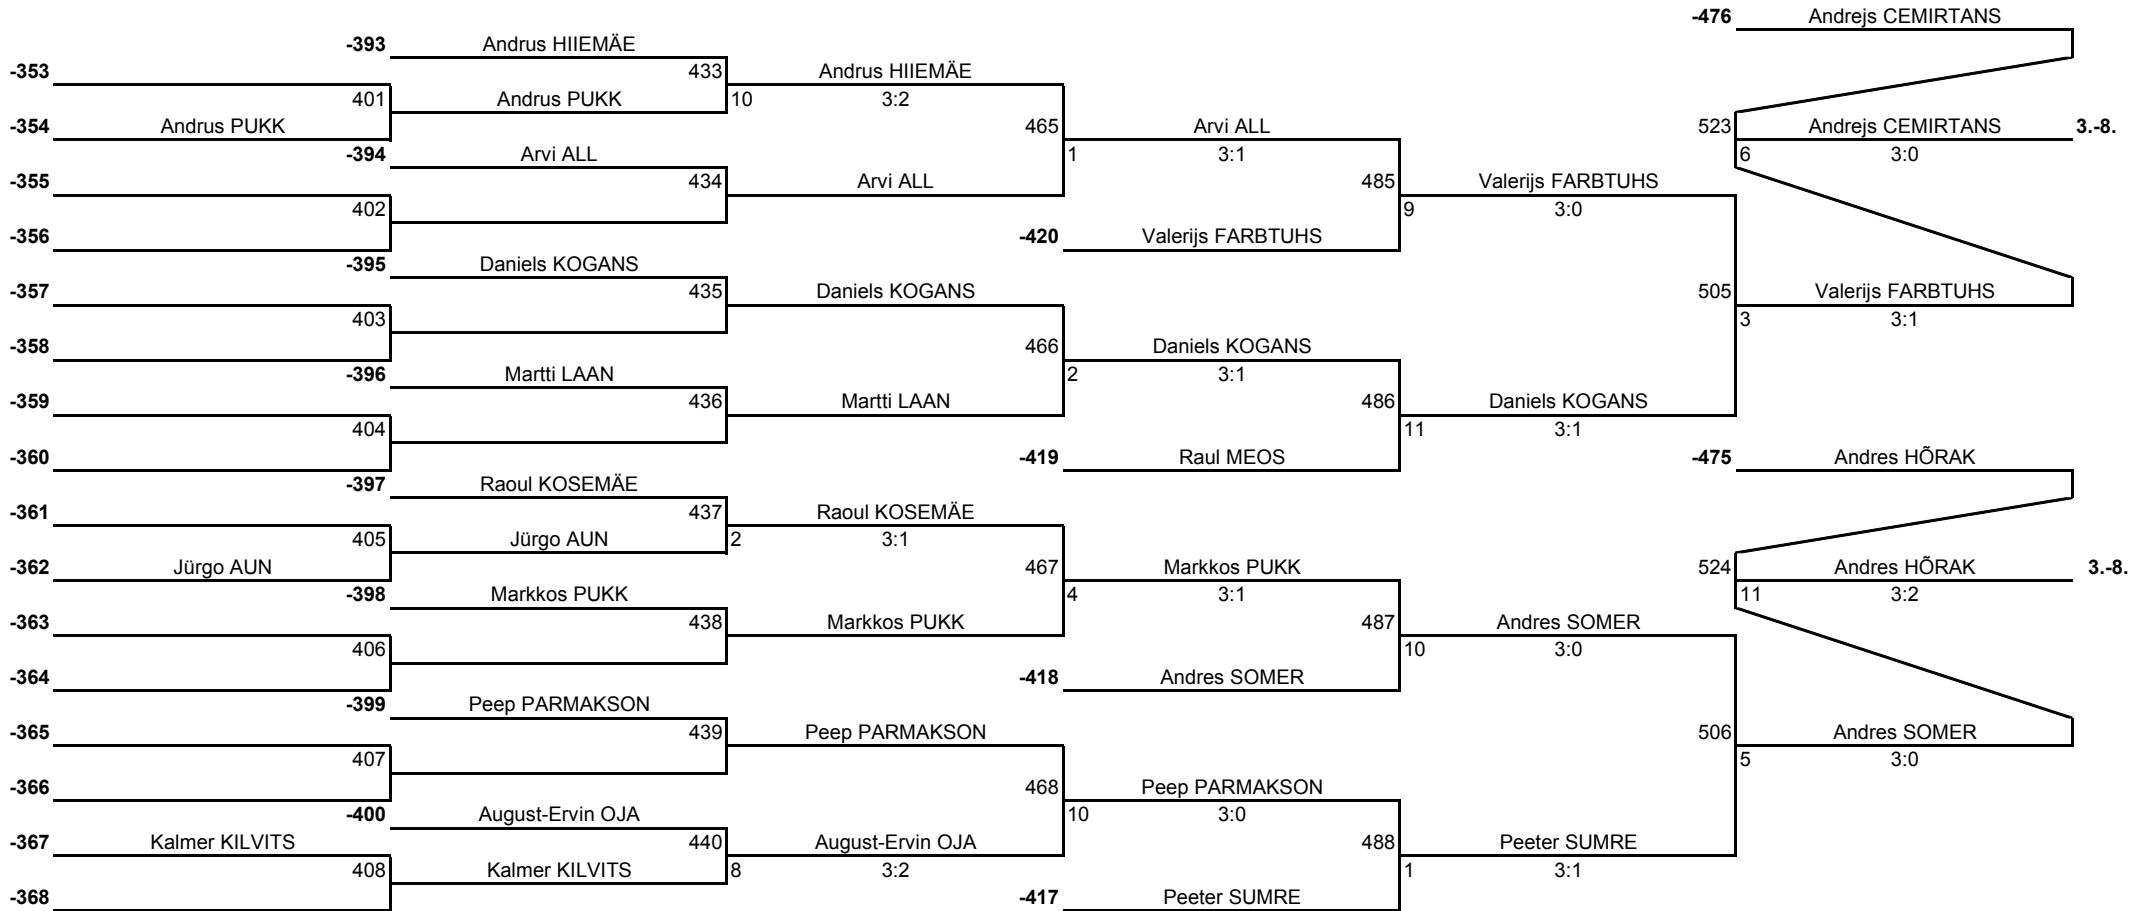 -476 Andrejs CEMIRTANS
-393 Andrus HIIEMÄE
-353 433 Andrus HIIEMÄE
401 Andrus PUKK 10 3:2
-354 Andrus PUKK 465 Arvi ALL 523 Andrejs CEMIRTANS 3.-8.
-394 Arvi ALL 1 3:1 6 3:0
-355 434 Arvi ALL 485 Valerijs FARBTUHS
402 9 3:0
-356 -420 Valerijs FARBTUHS
-395 Daniels KOGANS
-357 435 Daniels KOGANS 505 Valerijs FARBTUHS
403 3 3:1
-358 466 Daniels KOGANS
-396 Martti LAAN 2 3:1
-359 436 Martti LAAN 486 Daniels KOGANS
404 11 3:1
-360 -419 Raul MEOS -475 Andres HÕRAK
-397 Raoul KOSEMÄE
-361 437 Raoul KOSEMÄE
405 Jürgo AUN 2 3:1
-362 Jürgo AUN 467 Markkos PUKK 524 Andres HÕRAK 3.-8.
-398 Markkos PUKK 4 3:1 11 3:2
-363 438 Markkos PUKK 487 Andres SOMER
406 10 3:0
-364 -418 Andres SOMER
-399 Peep PARMAKSON
-365 439 Peep PARMAKSON 506 Andres SOMER
407 5 3:0
-366 468 Peep PARMAKSON
-400 August-Ervin OJA 10 3:0
-367 Kalmer KILVITS 440 August-Ervin OJA 488 Peeter SUMRE
408 Kalmer KILVITS 8 3:2 1 3:1
-368 -417 Peeter SUMRE